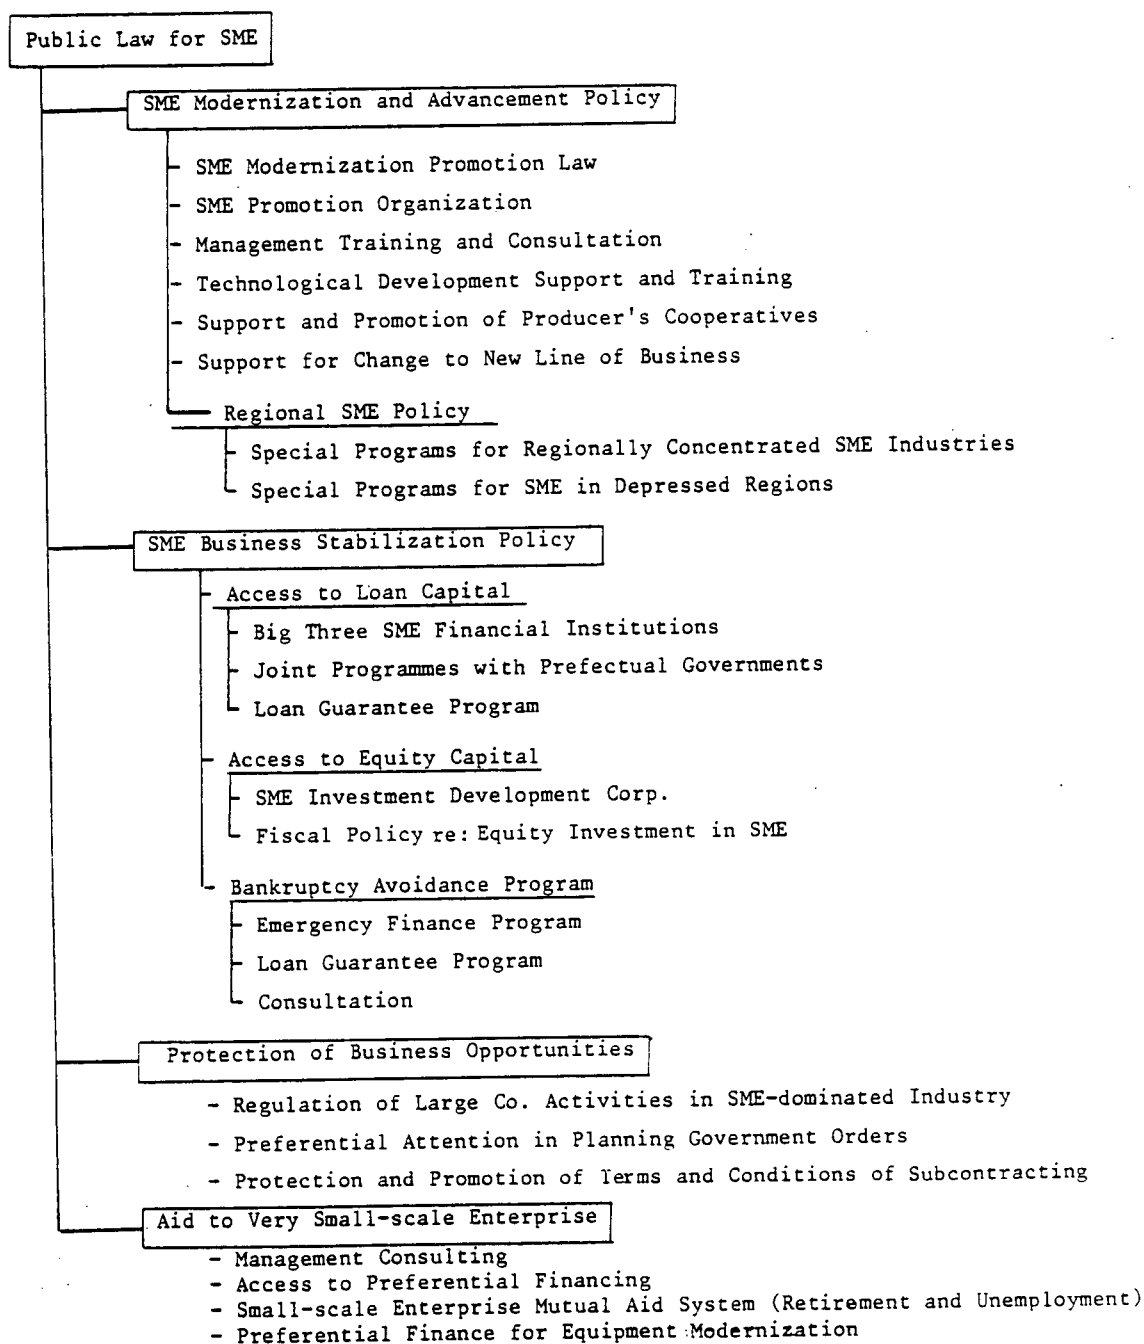 Public Law for SME
SME Modernization and Advancement Policy
- SME Modernization Promotion Law
- SME Promotion Organization
- Management Training and Consultation
- Technological Development Support and Training
- Support and Promotion of Producer's Cooperatives
- Support for Change to New Line of Business
Regional SME Policy
- Special Programs for Regionally Concentrated SME Industries
- Special Programs for SME in Depressed Regions
SME Business Stabilization Policy
- Access to Loan Capital
- Big Three SME Financial Institutions
- Joint Programmes with Prefectual Governments
- Loan Guarantee Program
- Access to Equity Capital
- SME Investment Development Corp.
- Fiscal Policy re: Equity Investment in SME
- Bankruptcy Avoidance Program
- Emergency Finance Program
- Loan Guarantee Program
- Consultation
Protection of Business Opportunities
- Regulation of Large Co. Activities in SME-dominated Industry
- Preferential Attention in Planning Government Orders
- Protection and Promotion of Terms and Conditions of Subcontracting
Aid to Very Small-scale Enterprise
- Management Consulting
- Access to Preferential Financing
- Small-scale Enterprise Mutual Aid System (Retirement and Unemployment)
- Preferential Finance for Equipment Modernization